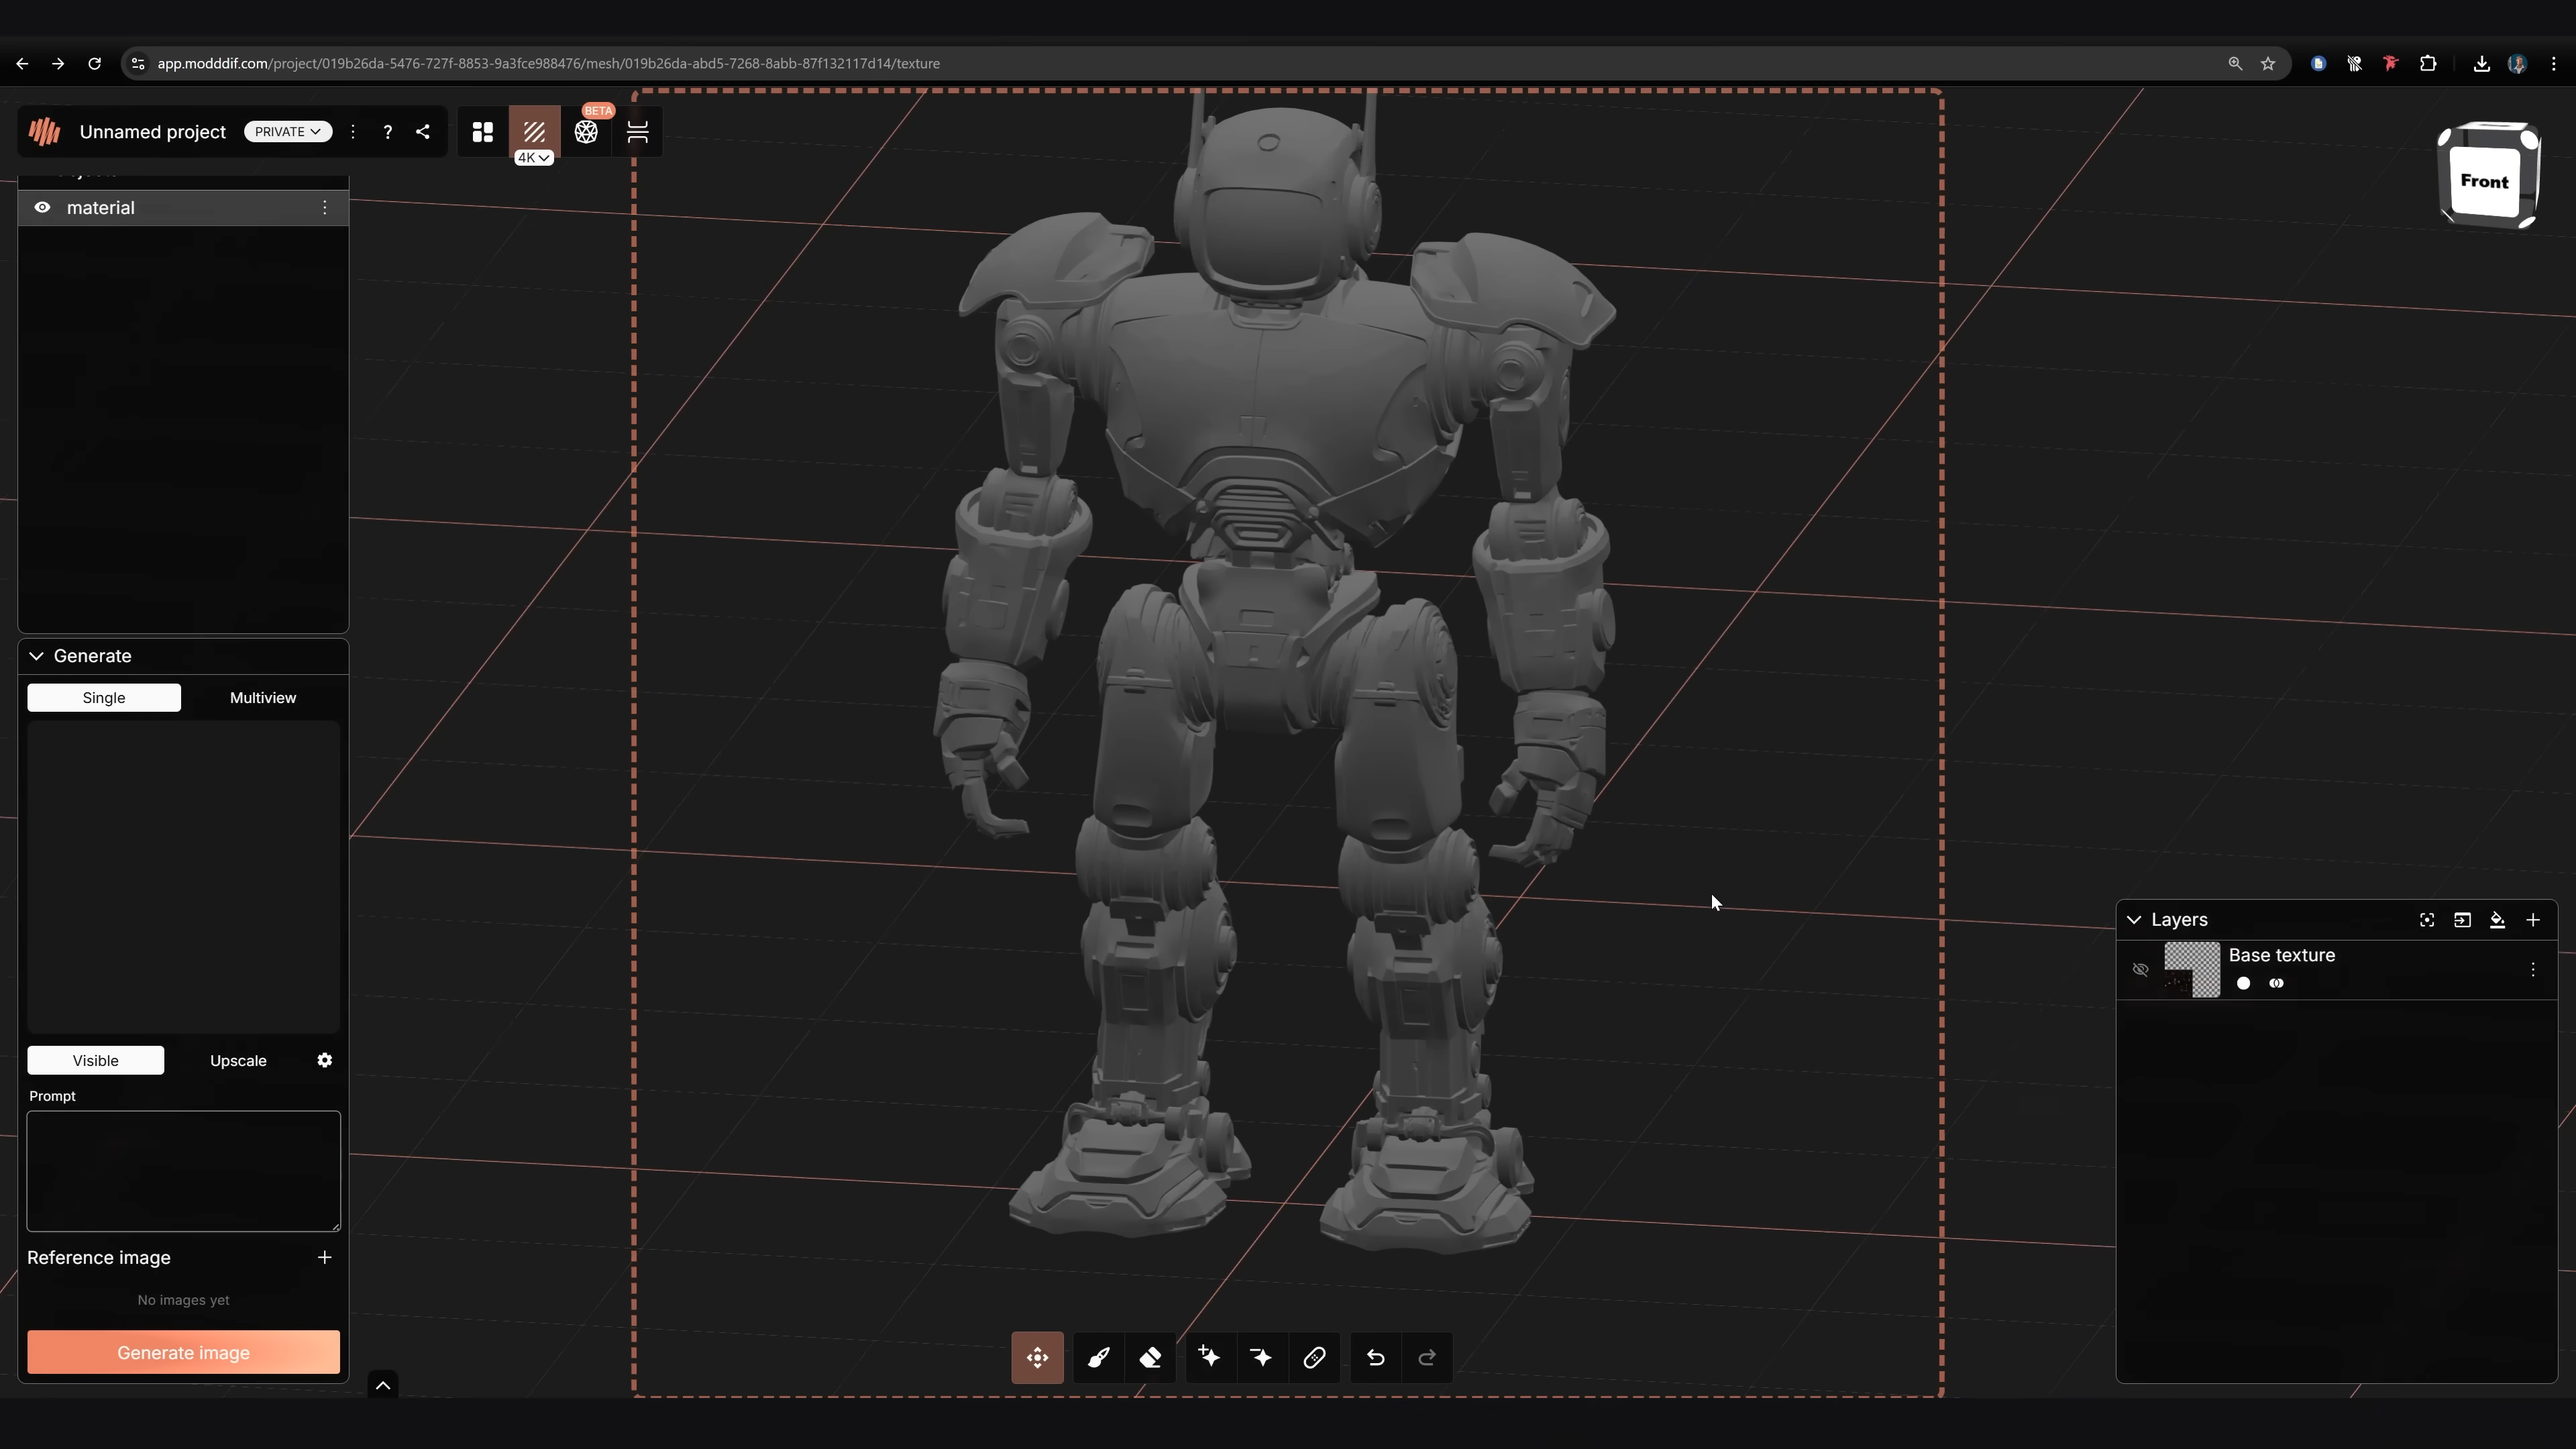 app.modddif.com/project/019b26da-5476-727f-8853-9a3fce988476/mesh/019b26da-abd5-7268-8abb-87f132117d14/texture
Unnamed project
PRIVATE
?
4K
BETA
Front
material
Generate
Single
Multiview
Visible
Upscale
Prompt
Reference image
No images yet
Generate image
Layers
Base texture